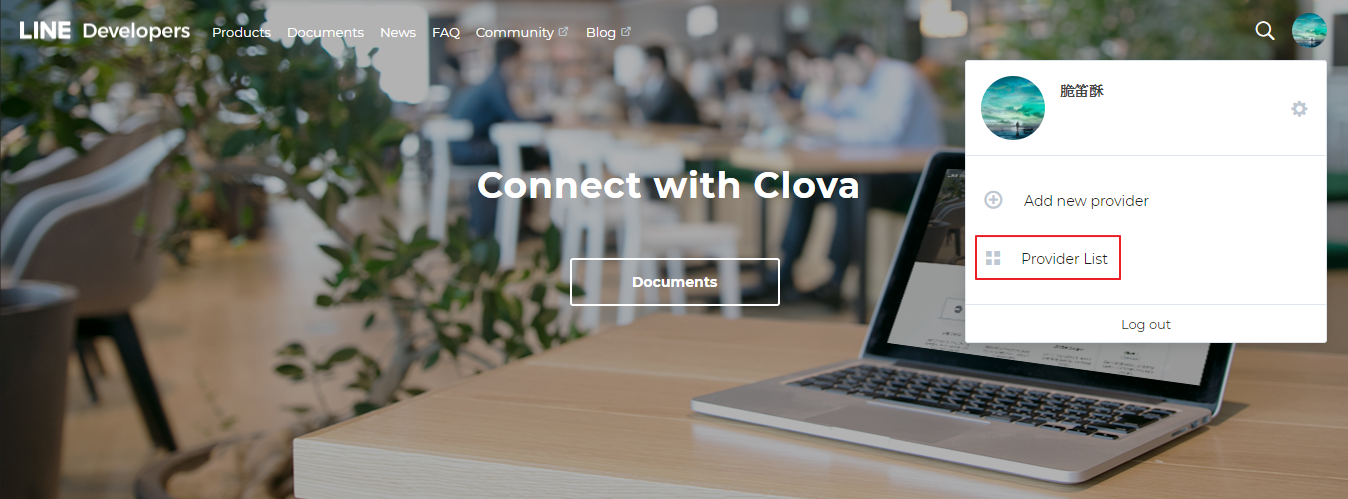 LINE Developers Products Documents News FAQ Community Blog
脆笛酥
Connect with Clova
Add new provider
Provider List
Documents
Log out